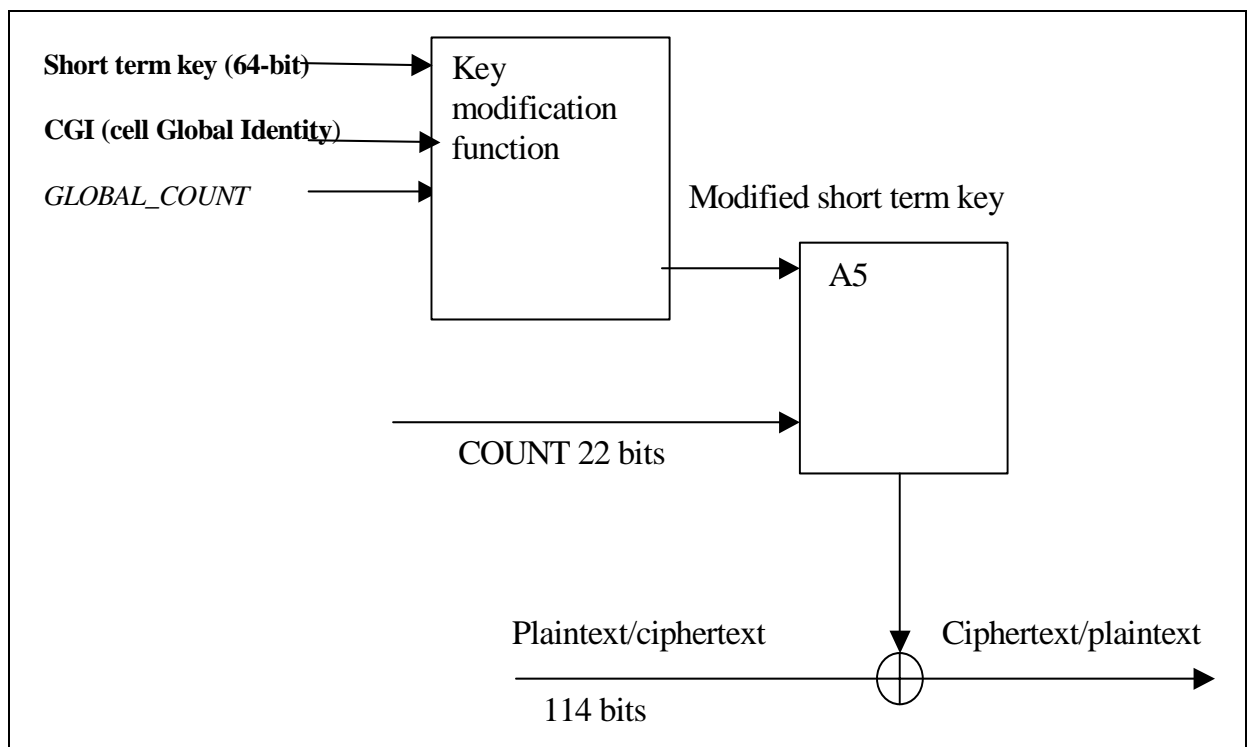 Short term key (64-bit)
Key
modification
function
CGI (cell Global Identity)
GLOBAL_COUNT
Modified short term key
A5
COUNT 22 bits
Plaintext/ciphertext
Ciphertext/plaintext
114 bits